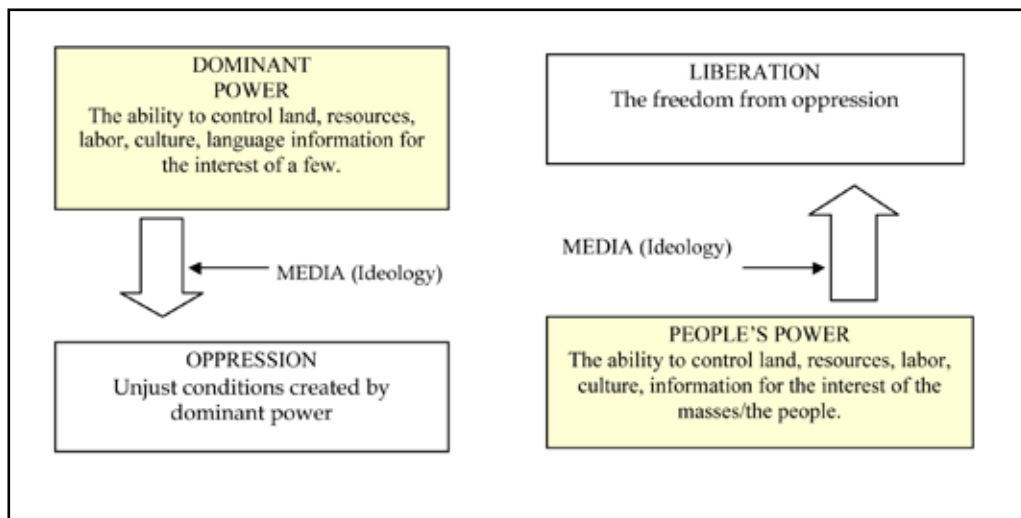 DOMINANT
POWER
The ability to control land, resources,
labor, culture, language information for
the interest of a few.
MEDIA (Ideology)
OPPRESSION
Unjust conditions created by
dominant power
LIBERATION
The freedom from oppression
MEDIA (Ideology)
PEOPLE'S POWER
The ability to control land, resources, labor,
culture, information for the interest of the
masses/the people.